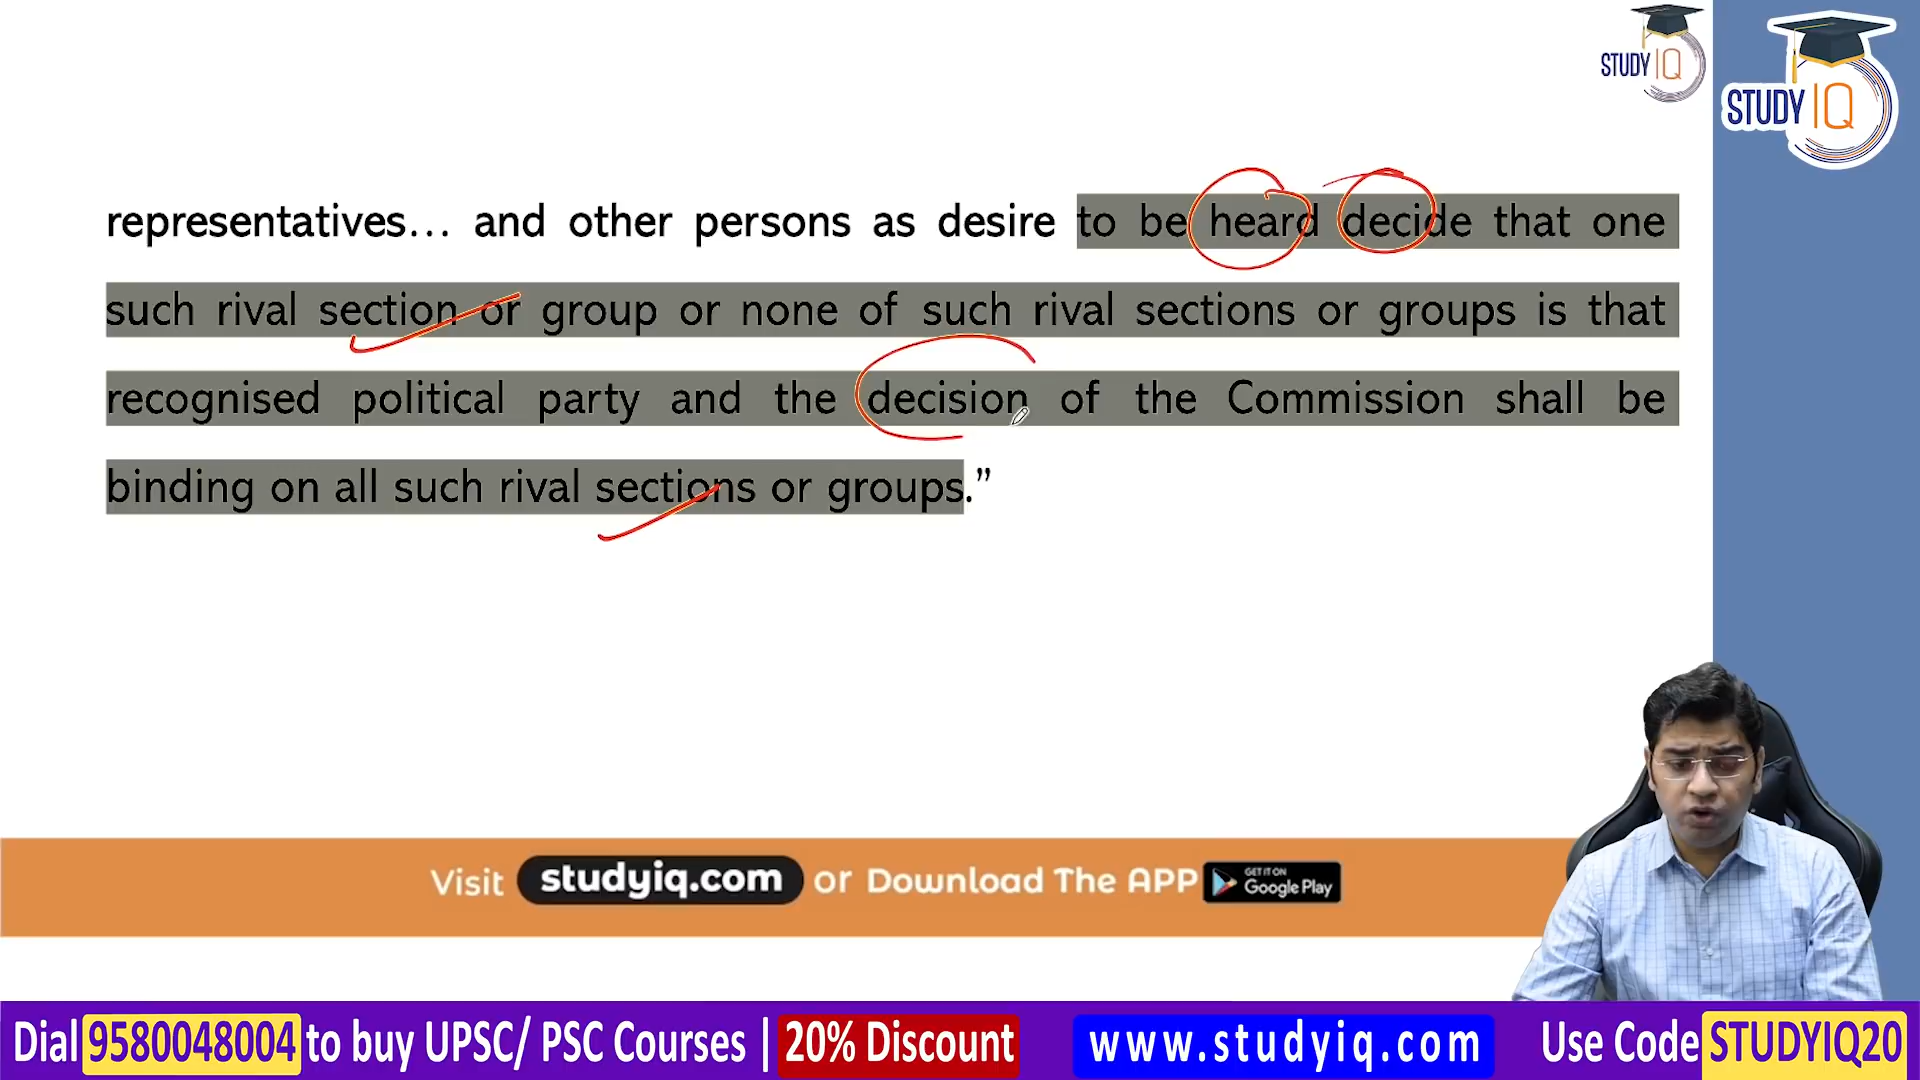 STUDY IQ
STUDY IQ
representatives... and other persons as desire to be heard decide that one
such rival section or group or none of such rival sections or groups is that
recognised political party and the decision of the Commission shall be
binding on all such rival sections or groups.”
Visit studyiq.com or Download The APP GET IT ON Google Play
Dial 9580048004 to buy UPSC/ PSC Courses | 20% Discount www.studyiq.com Use Code STUDYIQ20